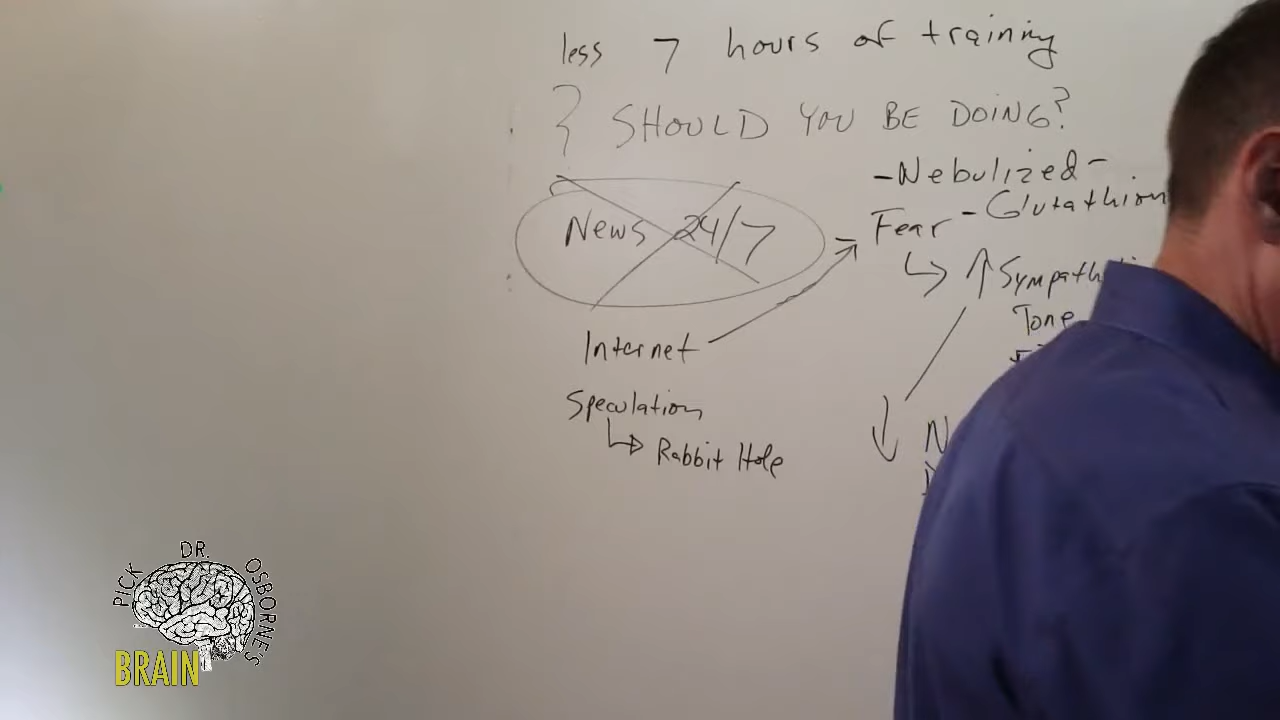 less 7 hours of training
} SHOULD YOU BE DOING?
-Nebulized-
Glutathion
News 24/7
Fear -
↳ ↑ Sympath
Tone
Internet
Speculation
↳ Rabbit Hole
↓ N
PICK DR. OSBORNE'S
BRAIN